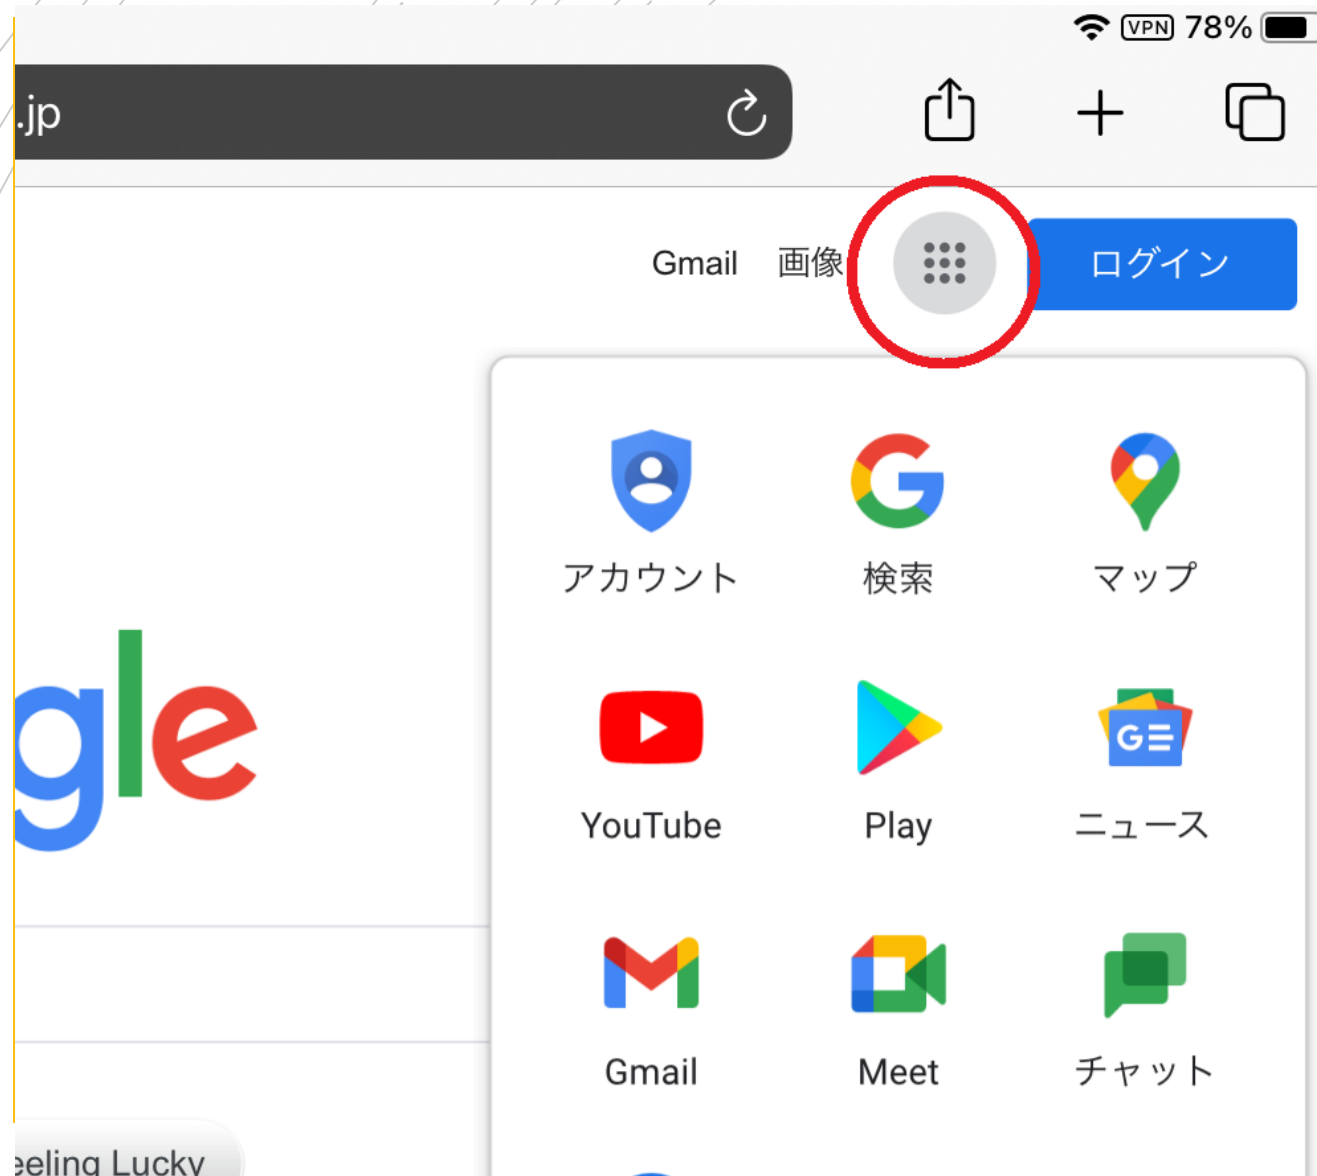 VPN 78%
.jp
Gmail 画像 ログイン
アカウント 検索 マップ
gle
YouTube Play ニュース
Gmail Meet チャット
eeling Lucky